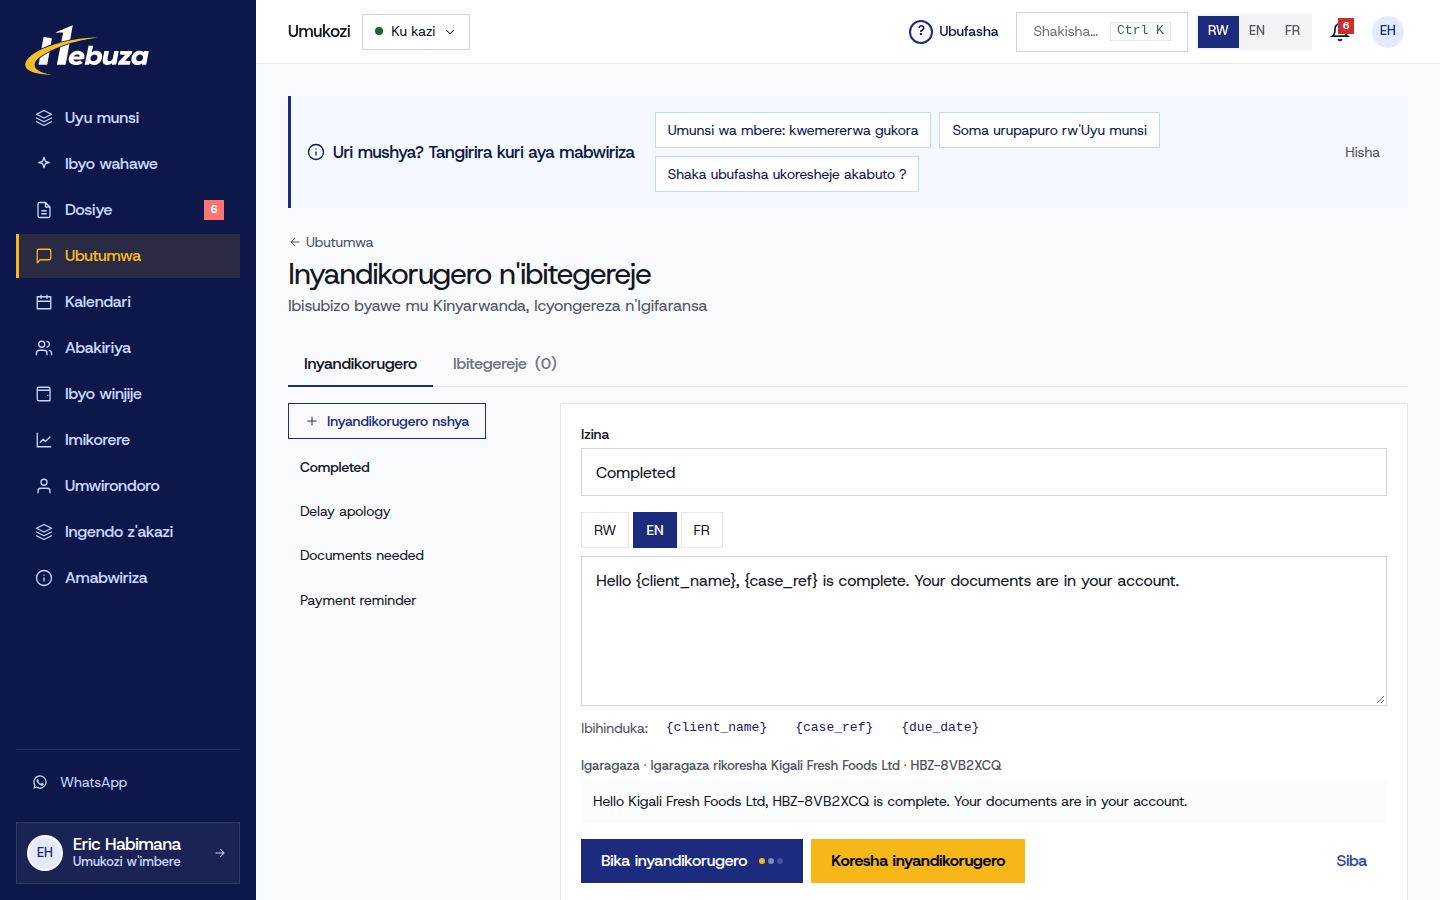 Hebuza
Uyu munsi
Ibyo wahawe
Dosiye
6
Ubutumwa
Kalendari
Abakiriya
Ibyo winjije
Imikorere
Umwirondoro
Ingendo z'akazi
Amabwiriza
WhatsApp
EH
Eric Habimana
Umukozi w'imbere
Umukozi
Ku kazi
?
Ubufasha
Shakisha...
Ctrl K
RW
EN
FR
6
EH
Uri mushya? Tangirira kuri aya mabwiriza
Umunsi wa mbere: kwemererwa gukora
Soma urupapuro rw'Uyu munsi
Shaka ubufasha ukoresheje akabuto ?
Hisha
← Ubutumwa
Inyandikorugero n'ibitegereje
Ibisubizo byawe mu Kinyarwanda, Icyongereza n'Igifaransa
Inyandikorugero
Ibitegereje (0)
+ Inyandikorugero nshya
Completed
Delay apology
Documents needed
Payment reminder
Izina
Completed
RW
EN
FR
Hello {client_name}, {case_ref} is complete. Your documents are in your account.
Ibihinduka: {client_name} {case_ref} {due_date}
Igaragaza · Igaragaza rikoresha Kigali Fresh Foods Ltd · HBZ-8VB2XCQ
Hello Kigali Fresh Foods Ltd, HBZ-8VB2XCQ is complete. Your documents are in your account.
Bika inyandikorugero
Koresha inyandikorugero
Siba